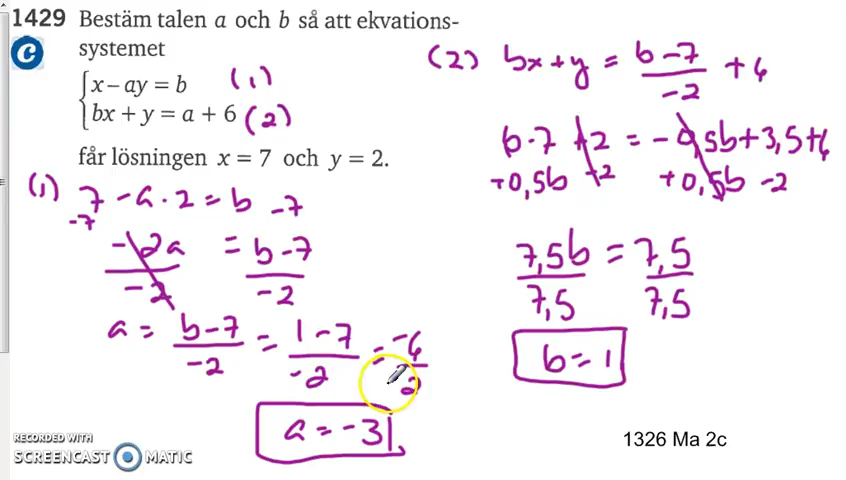 1429 Bestäm talen a och b så att ekvations-
systemet
x – ay = b (1)
bx + y = a + 6 (2)
får lösningen x = 7 och y = 2.
(1) 7 - a · 2 = b
-7 -7
-2a/-2 = b-7/-2
a = b-7/-2 = 1-7/-2 = -6/2
a = -3
(2) bx + y = b-7/-2 + 6
b · 7 + 2 = -0,5b + 3,5 + 6
+0,5b -2 +0,5b -2
7,5b/7,5 = 7,5/7,5
b = 1
C
RECORDED WITH
SCREENCAST MATIC
1326 Ma 2c